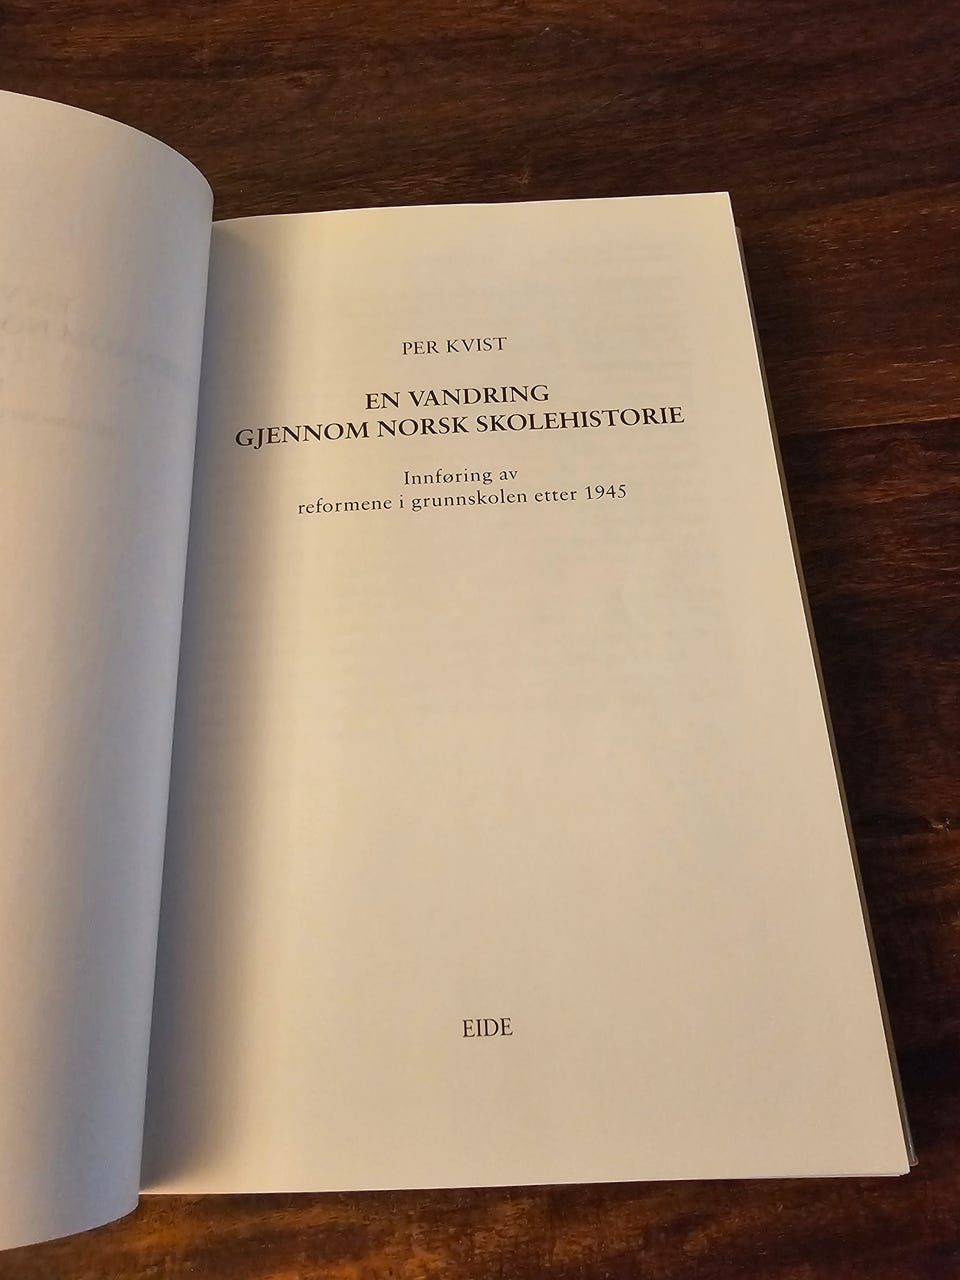 PER KVIST
EN VANDRING
GJENNOM NORSK SKOLEHISTORIE
Innføring av
reformene i grunnskolen etter 1945
EIDE